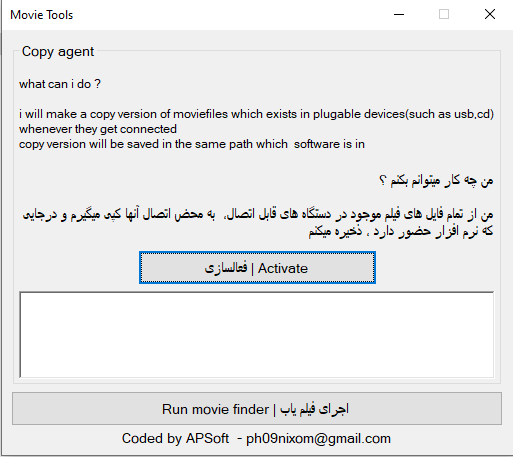 Movie Tools
Copy agent
what can i do ?
i will make a copy version of moviefiles which exists in plugable devices(such as usb,cd)
whenever they get connected
copy version will be saved in the same path which software is in
من چه کار میتوانم بکنم ؟
من از تمام فایل های فیلم موجود در دستگاه های قابل اتصال، به محض اتصال آنها کپی میگیرم و درجایی
که نرم افزار حضور دارد ، ذخیره میکنم
فعالسازی | Activate
Run movie finder | اجرای فیلم یاب
Coded by APSoft - ph09nixom@gmail.com